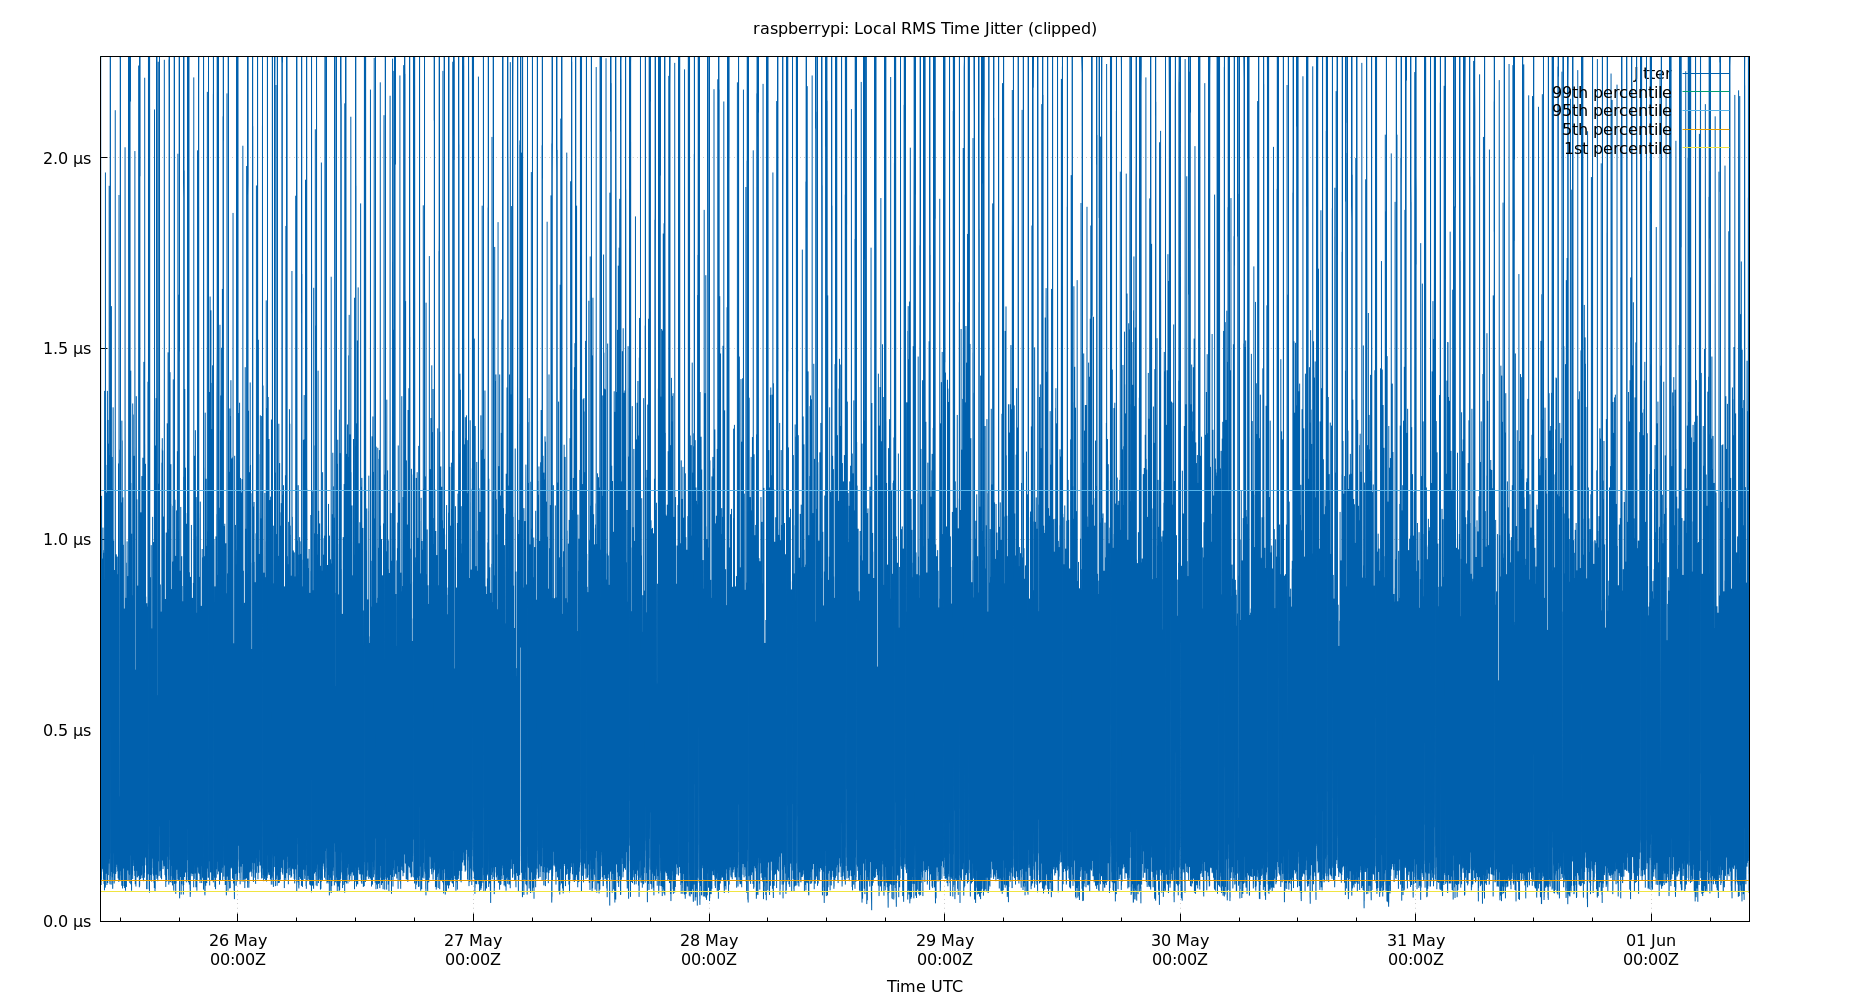 raspberrypi: Local RMS Time Jitter (clipped)
jitter
99th percentile
95th percentile
5th percentile
1st percentile
2.0 µs
1.5 µs
1.0 µs
0.5 µs
0.0 µs
26 May 27 May 28 May 29 May 30 May 31 May 01 Jun
00:00Z 00:00Z 00:00Z 00:00Z 00:00Z 00:00Z 00:00Z
Time UTC